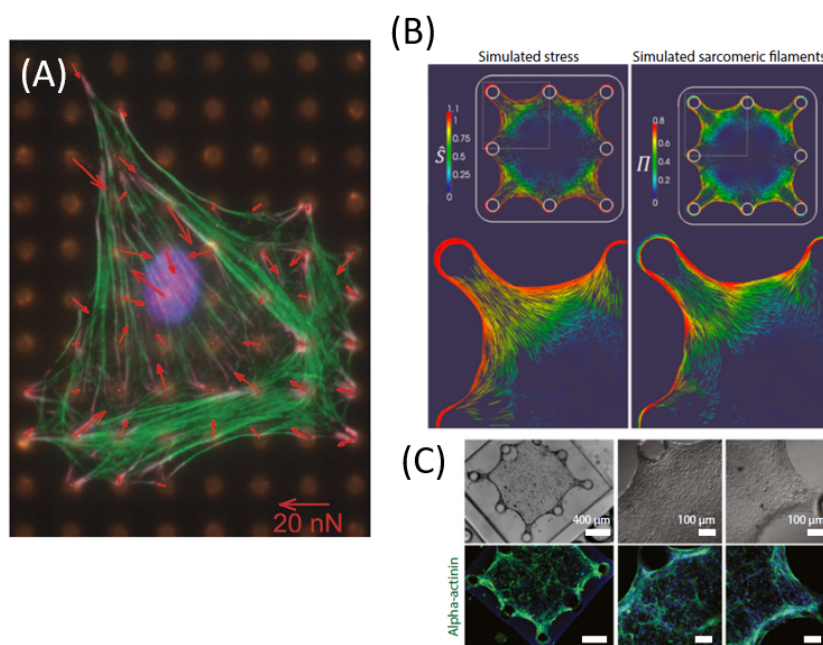 (A)
20 nN
(B)
Simulated stress
Simulated sarcomeric filaments
1.1
1
0.75
0.5
0.25
Ŝ
0.8
0.6
0.4
0.2
0
Π
(C)
400 μm
100 μm
100 μm
Alpha-actinin